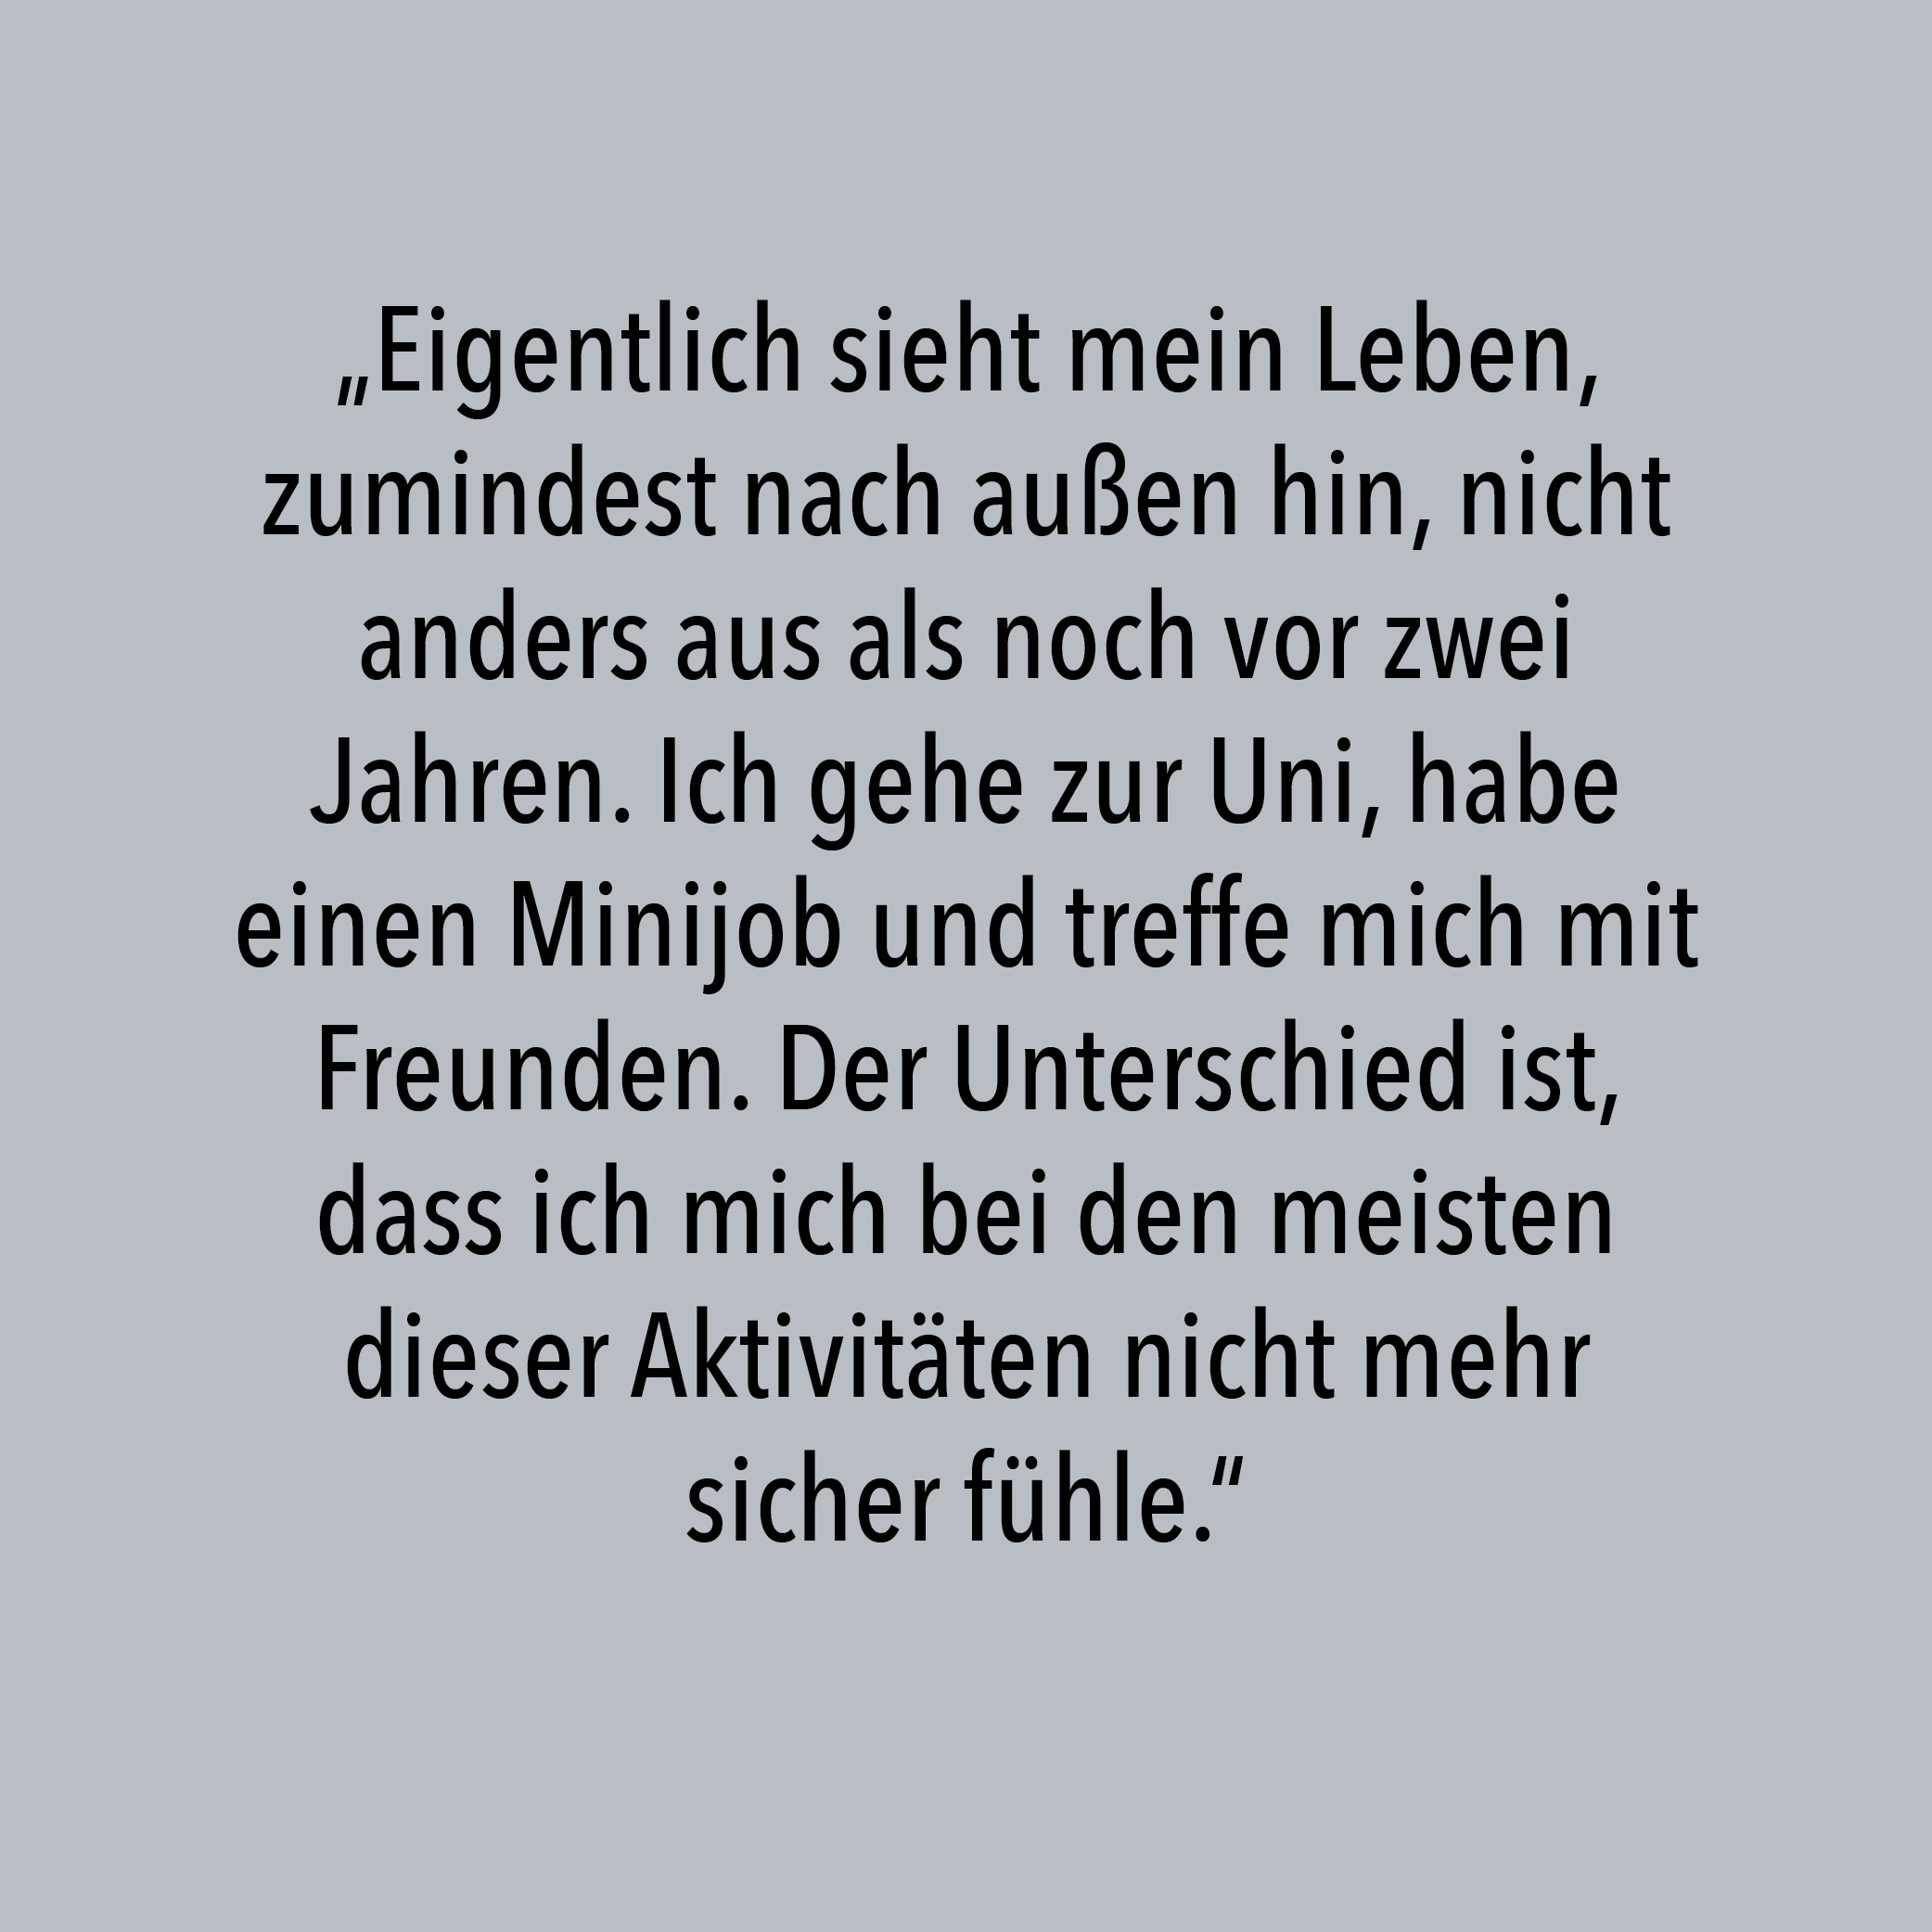 „Eigentlich sieht mein Leben,
zumindest nach außen hin, nicht
anders aus als noch vor zwei
Jahren. Ich gehe zur Uni, habe
einen Minijob und treffe mich mit
Freunden. Der Unterschied ist,
dass ich mich bei den meisten
dieser Aktivitäten nicht mehr
sicher fühle.“